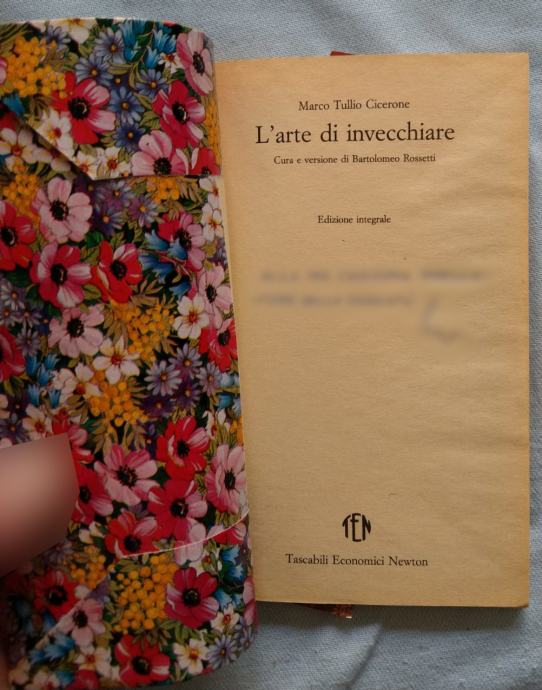 Marco Tullio Cicerone
L'arte di invecchiare
Cura e versione di Bartolomeo Rossetti
Edizione integrale
TEN
Tascabili Economici Newton